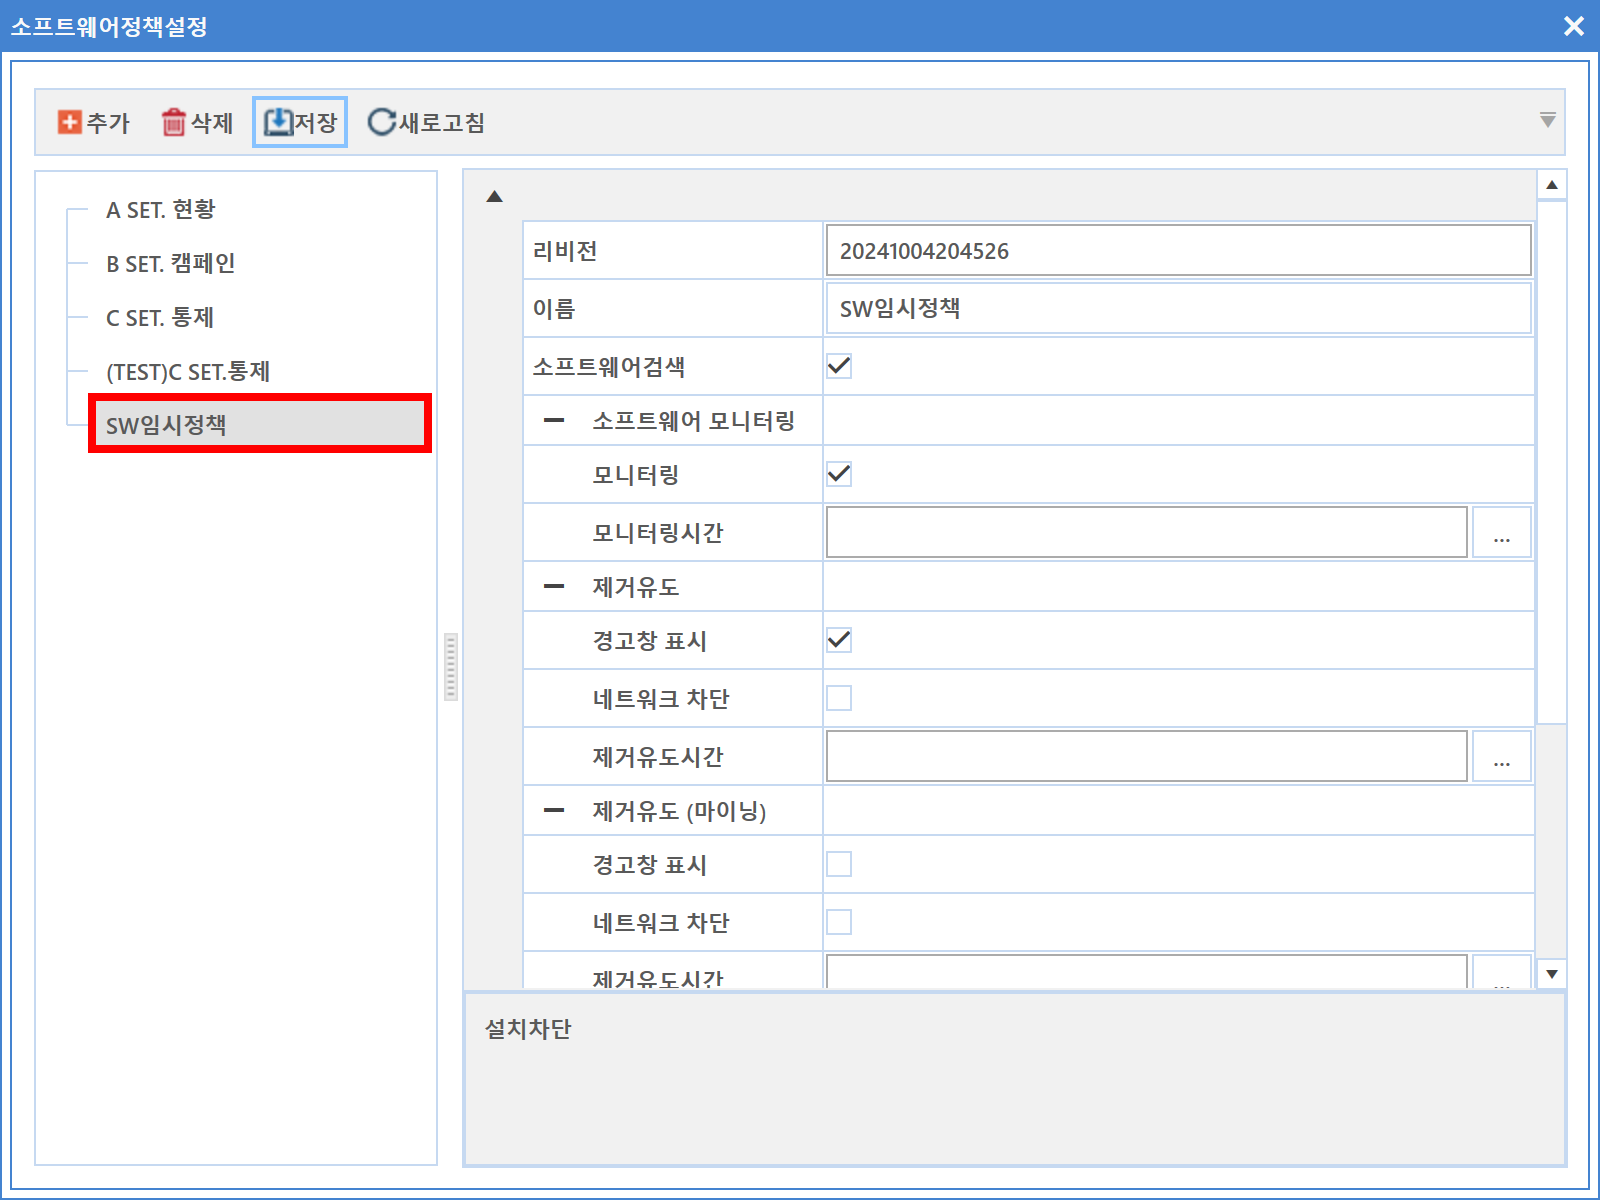 소프트웨어정책설정
추가 삭제 저장 새로고침
A SET. 현황
B SET. 캠페인
C SET. 통제
(TEST)C SET.통제
SW임시정책
리비전 20241004204526
이름 SW임시정책
소프트웨어검색
소프트웨어 모니터링
모니터링
모니터링시간 ...
제거유도
경고창 표시
네트워크 차단
제거유도시간 ...
제거유도 (마이닝)
경고창 표시
네트워크 차단
제거유도시간 ...
설치차단